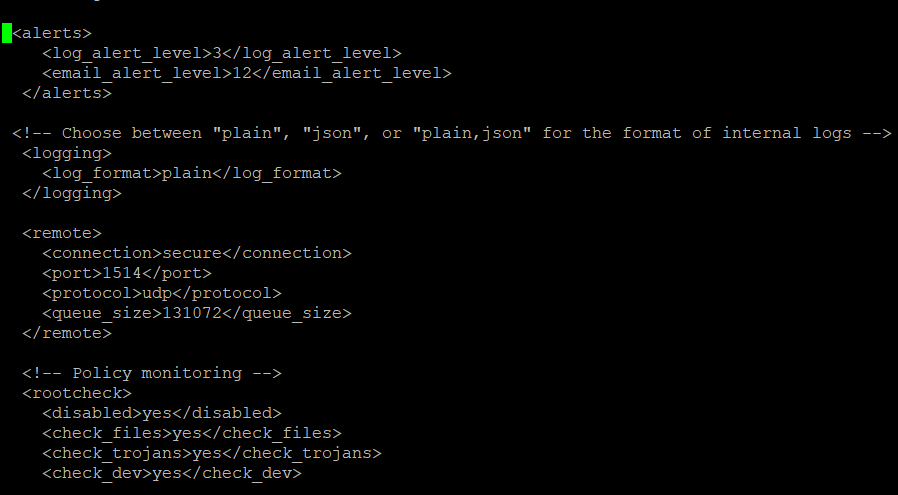 <alerts>
<log_alert_level>3</log_alert_level>
<email_alert_level>12</email_alert_level>
</alerts>
<!-- Choose between "plain", "json", or "plain,json" for the format of internal logs -->
<logging>
<log_format>plain</log_format>
</logging>
<remote>
<connection>secure</connection>
<port>1514</port>
<protocol>udp</protocol>
<queue_size>131072</queue_size>
</remote>
<!-- Policy monitoring -->
<rootcheck>
<disabled>yes</disabled>
<check_files>yes</check_files>
<check_trojans>yes</check_trojans>
<check_dev>yes</check_dev>